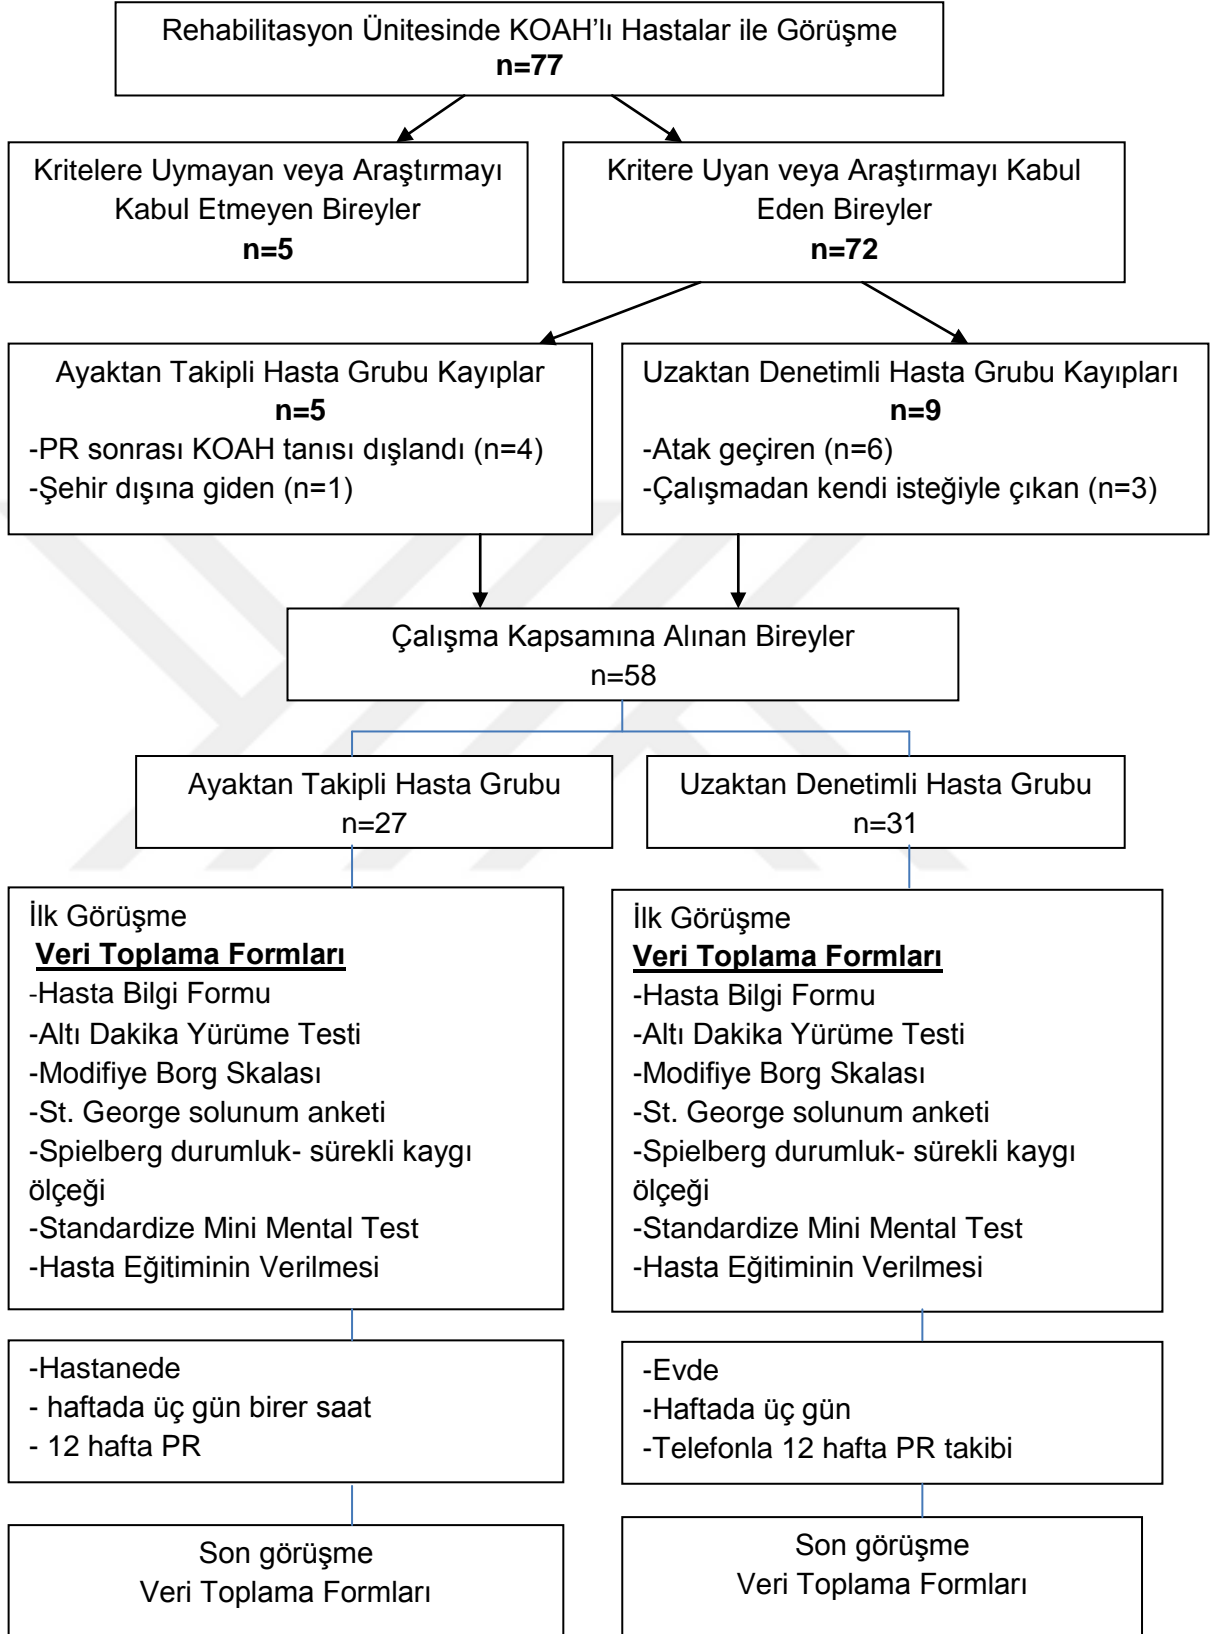 Rehabilitasyon Ünitesinde KOAH’lı Hastalar ile Görüşme
n=77
Kritelere Uymayan veya Araştırmayı
Kabul Etmeyen Bireyler
n=5
Kritere Uyan veya Araştırmayı Kabul
Eden Bireyler
n=72
Ayaktan Takipli Hasta Grubu Kayıplar
n=5
-PR sonrası KOAH tanısı dışlandı (n=4)
-Şehir dışına giden (n=1)
Uzaktan Denetimli Hasta Grubu Kayıpları
n=9
-Atak geçiren (n=6)
-Çalışmadan kendi isteğiyle çıkan (n=3)
Çalışma Kapsamına Alınan Bireyler
n=58
Ayaktan Takipli Hasta Grubu
n=27
Uzaktan Denetimli Hasta Grubu
n=31
İlk Görüşme
Veri Toplama Formları
-Hasta Bilgi Formu
-Altı Dakika Yürüme Testi
-Modifiye Borg Skalası
-St. George solunum anketi
-Spielberg durumluk- sürekli kaygı
ölçeği
-Standardize Mini Mental Test
-Hasta Eğitiminin Verilmesi
İlk Görüşme
Veri Toplama Formları
-Hasta Bilgi Formu
-Altı Dakika Yürüme Testi
-Modifiye Borg Skalası
-St. George solunum anketi
-Spielberg durumluk- sürekli kaygı
ölçeği
-Standardize Mini Mental Test
-Hasta Eğitiminin Verilmesi
-Hastanede
- haftada üç gün birer saat
- 12 hafta PR
-Evde
-Haftada üç gün
-Telefonla 12 hafta PR takibi
Son görüşme
Veri Toplama Formları
Son görüşme
Veri Toplama Formları